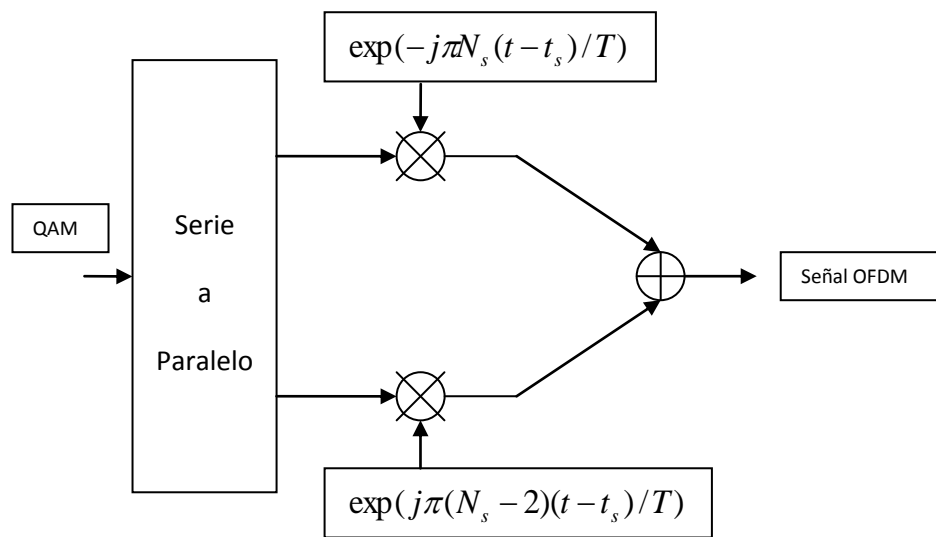 exp(−jπN_s(t−t_s)/T)
QAM
Serie
a
Paralelo
Señal OFDM
exp(jπ(N_s−2)(t−t_s)/T)